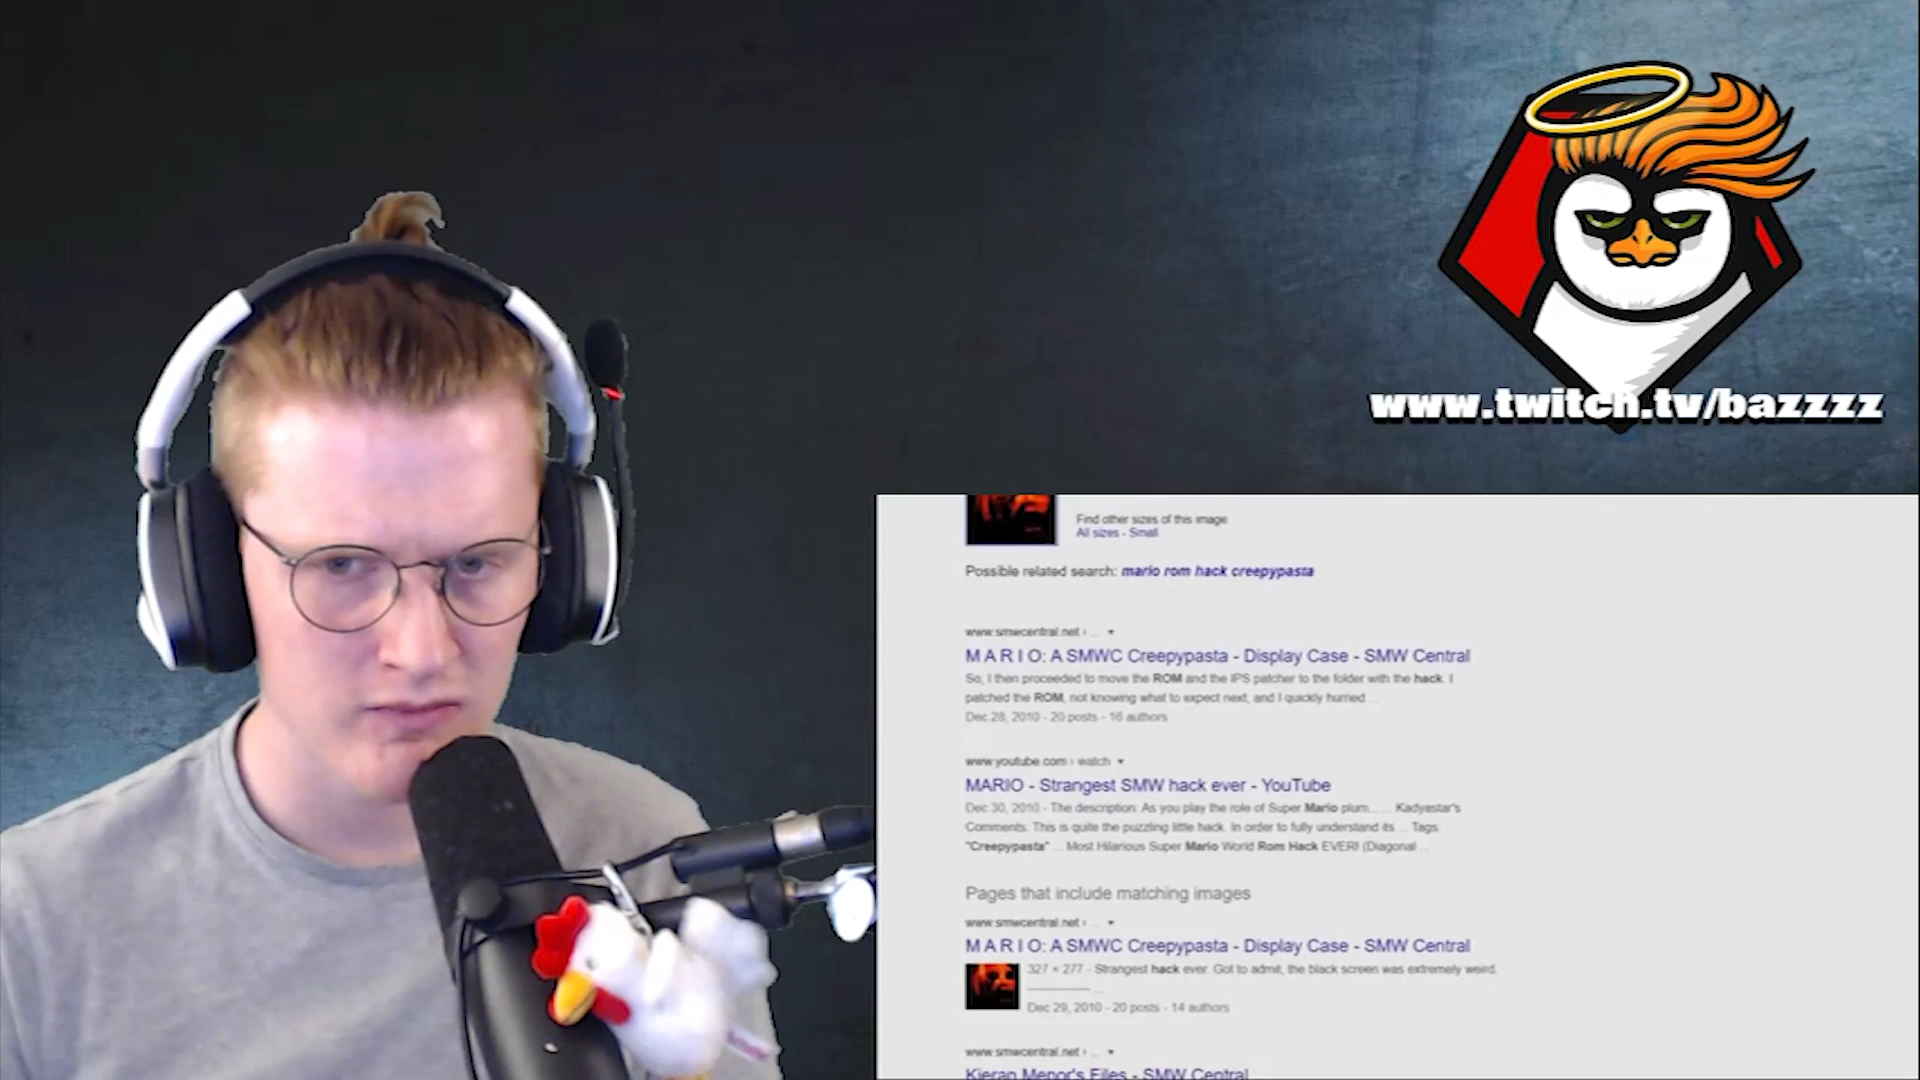 www.twitch.tv/bazzzz
Find other sizes of this image
All sizes - Small
Possible related search: mario rom hack creepypasta
www.smwcentral.net › ...
M A R I O: A SMWC Creepypasta - Display Case - SMW Central
So, I then proceeded to move the ROM and the IPS patcher to the folder with the hack. I
patched the ROM, not knowing what to expect next, and I quickly hurried ...
Dec 28, 2010 - 20 posts - 16 authors
www.youtube.com › watch
MARIO - Strangest SMW hack ever - YouTube
Dec 30, 2010 - The description: As you play the role of Super Mario plum... ... Kadyastar's
Comments: This is quite the puzzling little hack. In order to fully understand its ... Tags:
"Creepypasta" ... Most Hilarious Super Mario World Rom Hack EVER! (Diagonal ...
Pages that include matching images
www.smwcentral.net › ...
M A R I O: A SMWC Creepypasta - Display Case - SMW Central
327 × 277 - Strangest hack ever. Got to admit, the black screen was extremely weird.
Dec 29, 2010 - 20 posts - 14 authors
www.smwcentral.net › ...
Kieran Menor's Files - SMW Central